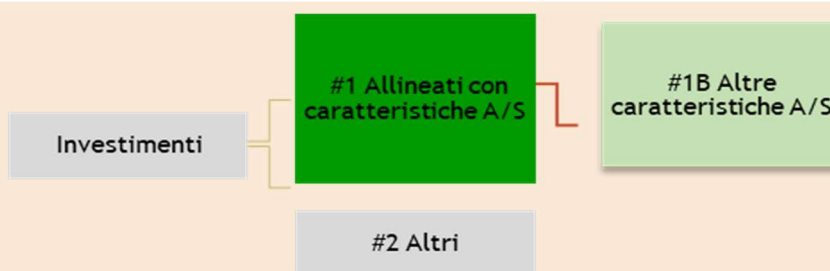 Investimenti
#1 Allineati con
caratteristiche A/S
#1B Altre
caratteristiche A/S
#2 Altri